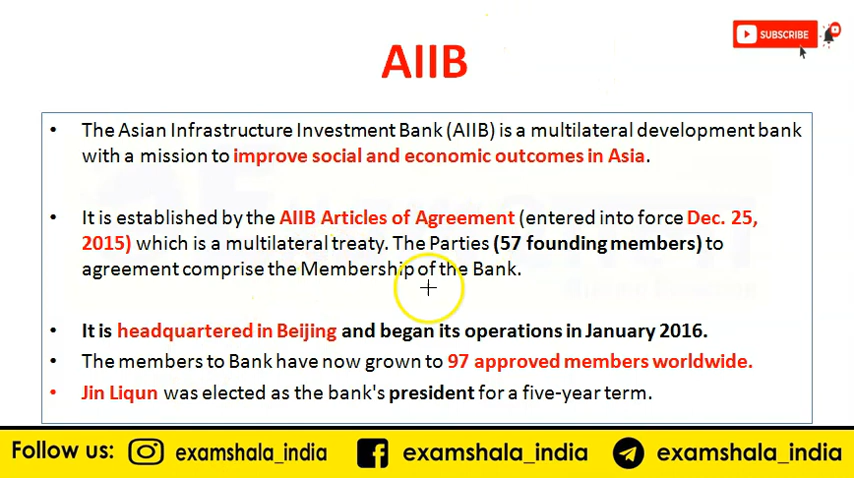 SUBSCRIBE
AIIB
• The Asian Infrastructure Investment Bank (AIIB) is a multilateral development bank
with a mission to improve social and economic outcomes in Asia.
• It is established by the AIIB Articles of Agreement (entered into force Dec. 25,
2015) which is a multilateral treaty. The Parties (57 founding members) to
agreement comprise the Membership of the Bank.
• It is headquartered in Beijing and began its operations in January 2016.
• The members to Bank have now grown to 97 approved members worldwide.
• Jin Liqun was elected as the bank's president for a five-year term.
Follow us: examshala_india examshala_india examshala_india